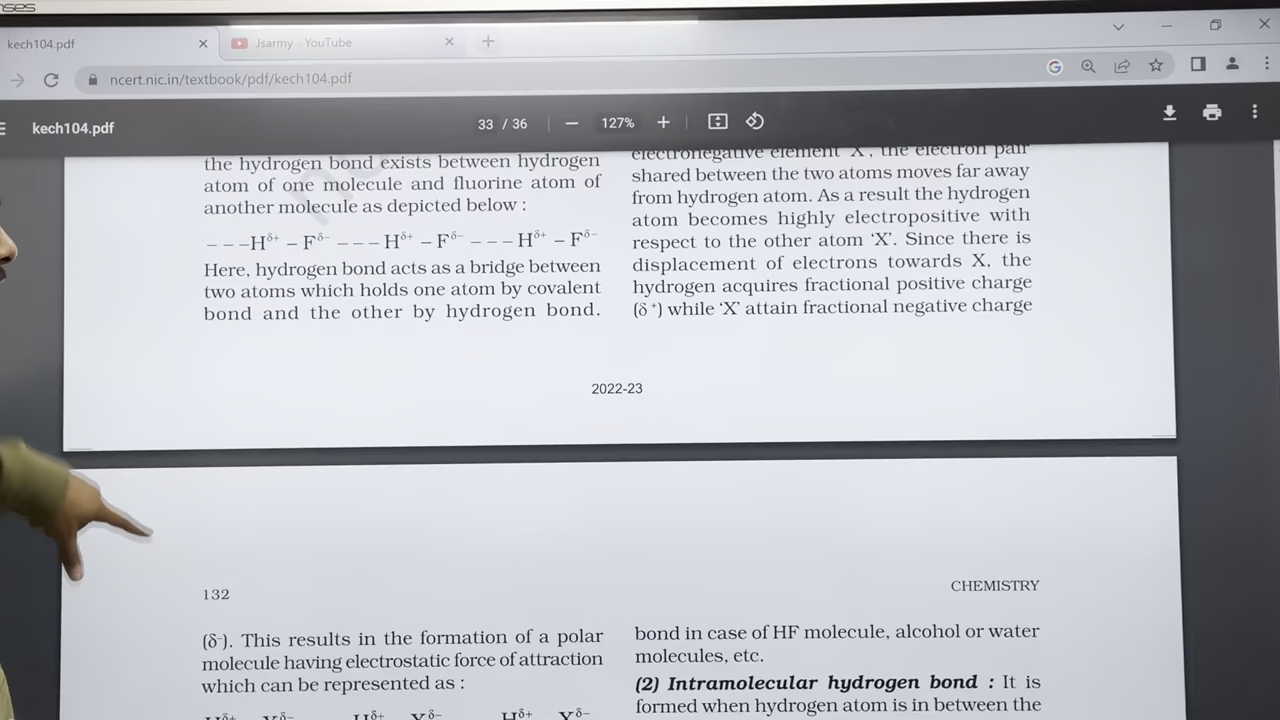 kech104.pdf
Jsarmy - YouTube
ncert.nic.in/textbook/pdf/kech104.pdf
kech104.pdf
33 / 36
127%
the hydrogen bond exists between hydrogen
atom of one molecule and fluorine atom of
another molecule as depicted below :
– – –Hδ+ – Fδ– – – – Hδ+ – Fδ– – – – Hδ+ – Fδ–
Here, hydrogen bond acts as a bridge between
two atoms which holds one atom by covalent
bond and the other by hydrogen bond.
electronegative element 'X', the electron pair
shared between the two atoms moves far away
from hydrogen atom. As a result the hydrogen
atom becomes highly electropositive with
respect to the other atom 'X'. Since there is
displacement of electrons towards X, the
hydrogen acquires fractional positive charge
(δ+) while 'X' attain fractional negative charge
2022-23
132
CHEMISTRY
(δ–). This results in the formation of a polar
molecule having electrostatic force of attraction
which can be represented as :
Hδ+ Xδ– Hδ+ Xδ– Hδ+ Xδ–
bond in case of HF molecule, alcohol or water
molecules, etc.
(2) Intramolecular hydrogen bond : It is
formed when hydrogen atom is in between the